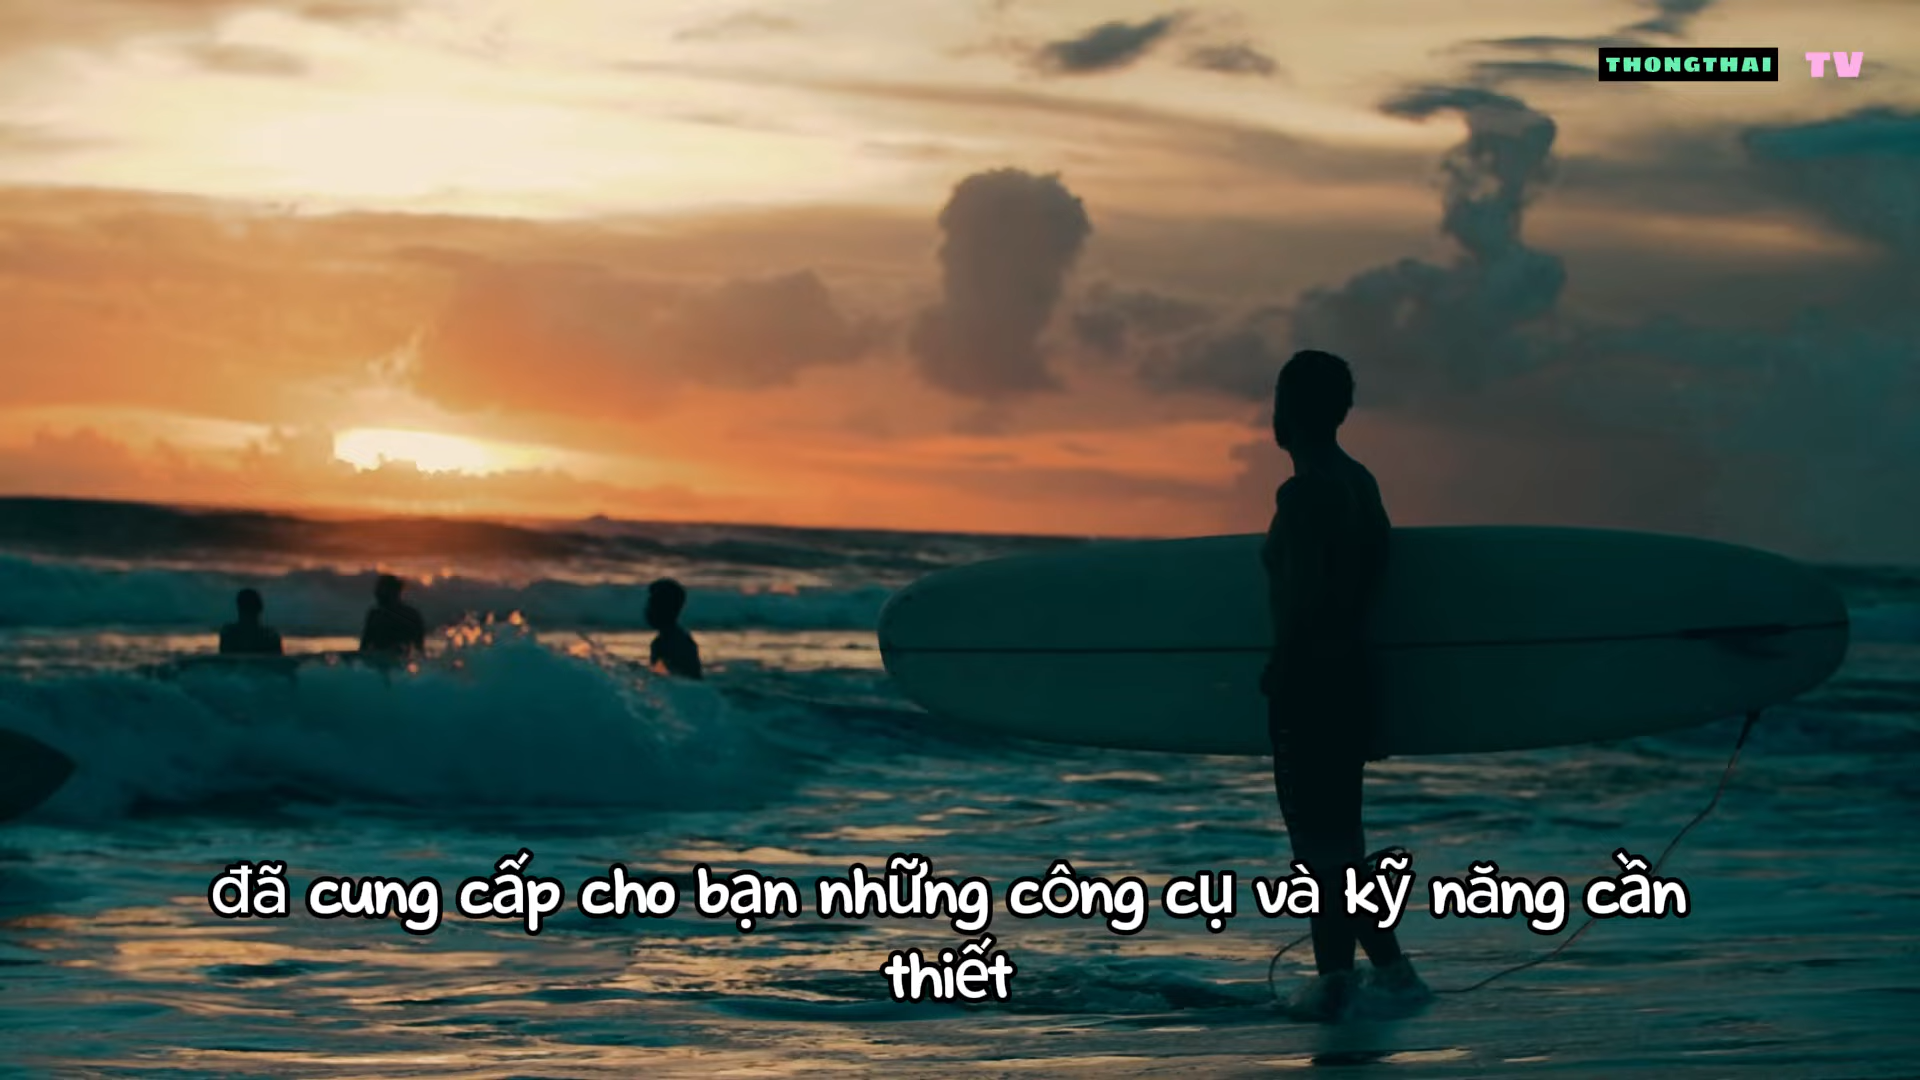 THONGTHAI TV
đã cung cấp cho bạn những công cụ và kỹ năng cần
thiết